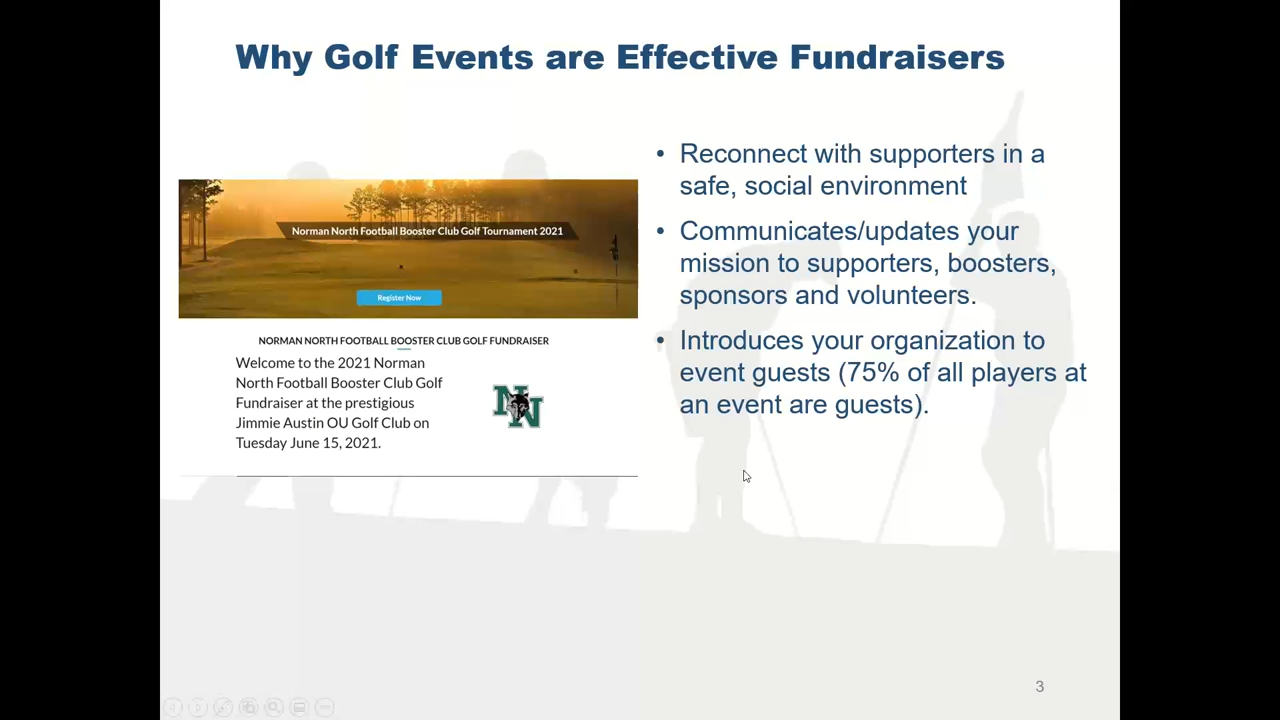 Why Golf Events are Effective Fundraisers
Norman North Football Booster Club Golf Tournament 2021
Register Now
NORMAN NORTH FOOTBALL BOOSTER CLUB GOLF FUNDRAISER
Welcome to the 2021 Norman
North Football Booster Club Golf
Fundraiser at the prestigious
Jimmie Austin OU Golf Club on
Tuesday June 15, 2021.
NN
• Reconnect with supporters in a
safe, social environment
• Communicates/updates your
mission to supporters, boosters,
sponsors and volunteers.
• Introduces your organization to
event guests (75% of all players at
an event are guests).
3